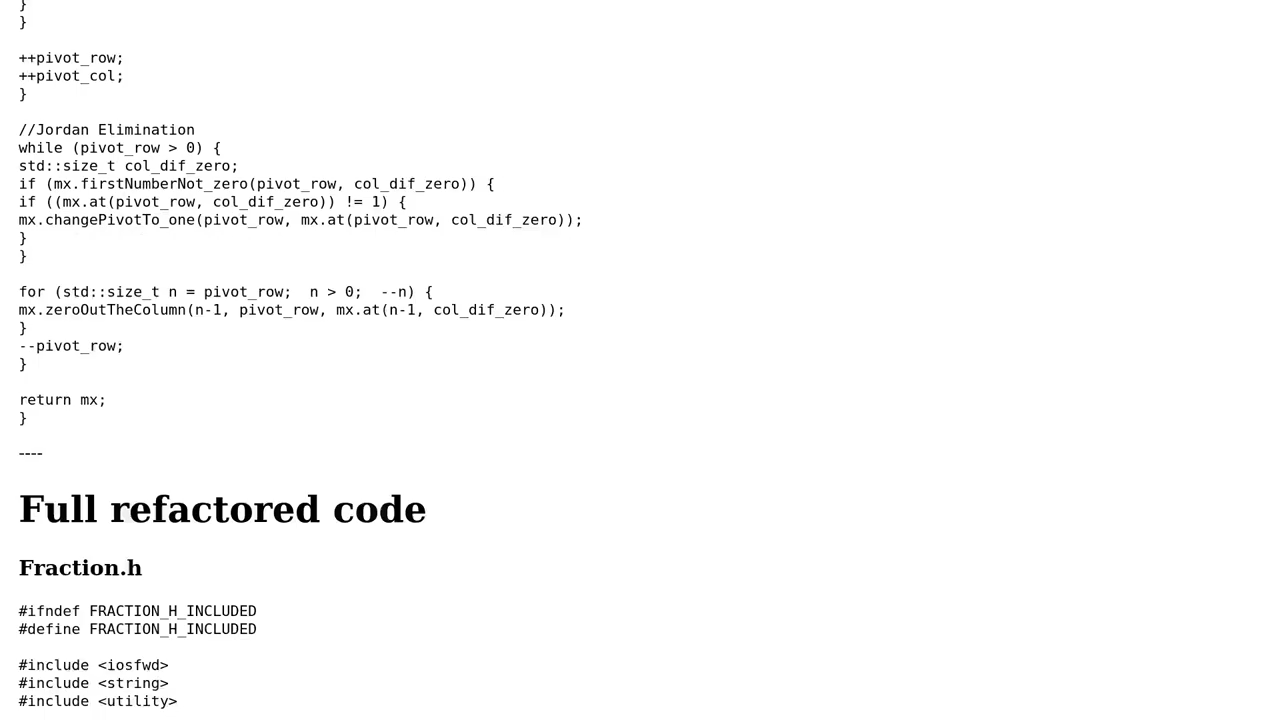 }
}

++pivot_row;
++pivot_col;
}

//Jordan Elimination
while (pivot_row > 0) {
std::size_t col_dif_zero;
if (mx.firstNumberNot_zero(pivot_row, col_dif_zero)) {
if ((mx.at(pivot_row, col_dif_zero)) != 1) {
mx.changePivotTo_one(pivot_row, mx.at(pivot_row, col_dif_zero));
}
}

for (std::size_t n = pivot_row;  n > 0;  --n) {
mx.zeroOutTheColumn(n-1, pivot_row, mx.at(n-1, col_dif_zero));
}
--pivot_row;
}

return mx;
}

----

Full refactored code

Fraction.h

#ifndef FRACTION_H_INCLUDED
#define FRACTION_H_INCLUDED

#include <iosfwd>
#include <string>
#include <utility>